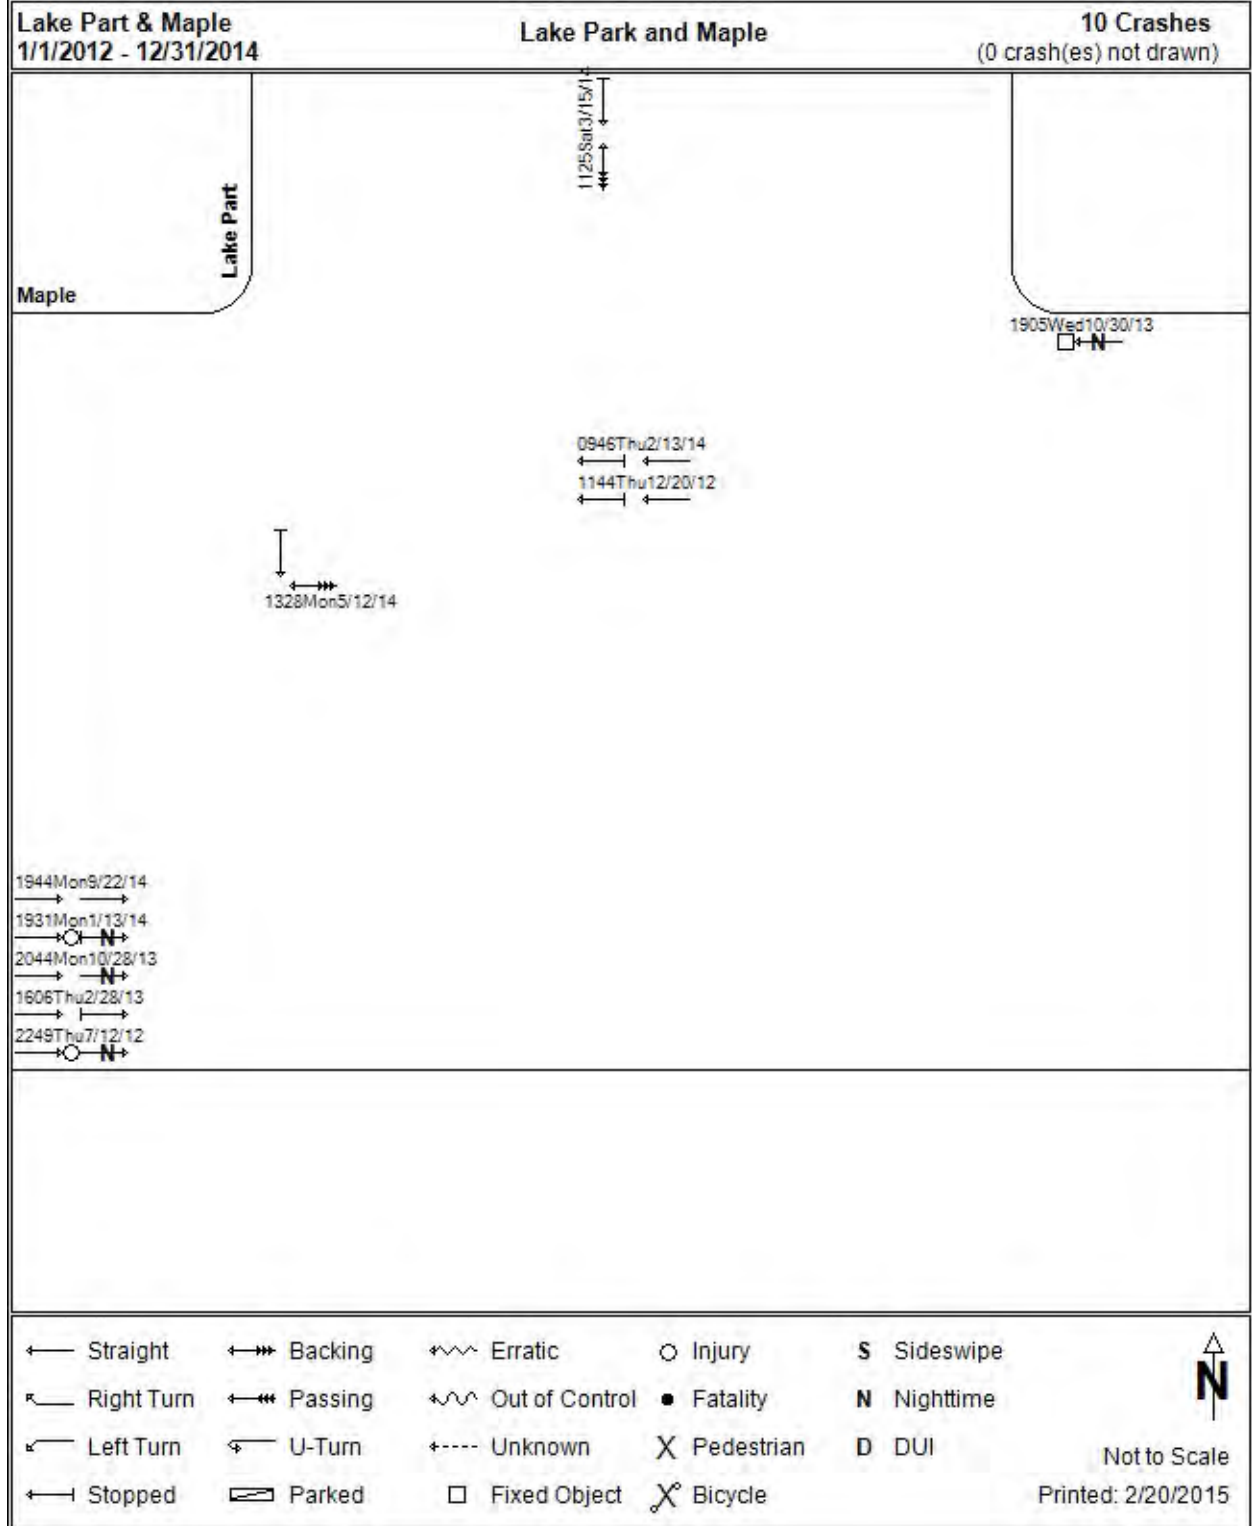 Lake Part & Maple
1/1/2012 - 12/31/2014
Lake Park and Maple
10 Crashes
(0 crash(es) not drawn)
1125Sat3/15/14
Lake Part
Maple
1905Wed10/30/13
N
0946Thu2/13/14
1144Thu12/20/12
1328Mon5/12/14
1944Mon9/22/14
1931Mon1/13/14
N
2044Mon10/28/13
N
1606Thu2/28/13
2249Thu7/12/12
N
Straight Backing Erratic Injury S Sideswipe
Right Turn Passing Out of Control Fatality N Nighttime
Left Turn U-Turn Unknown Pedestrian D DUI
Stopped Parked Fixed Object Bicycle
N
Not to Scale
Printed: 2/20/2015